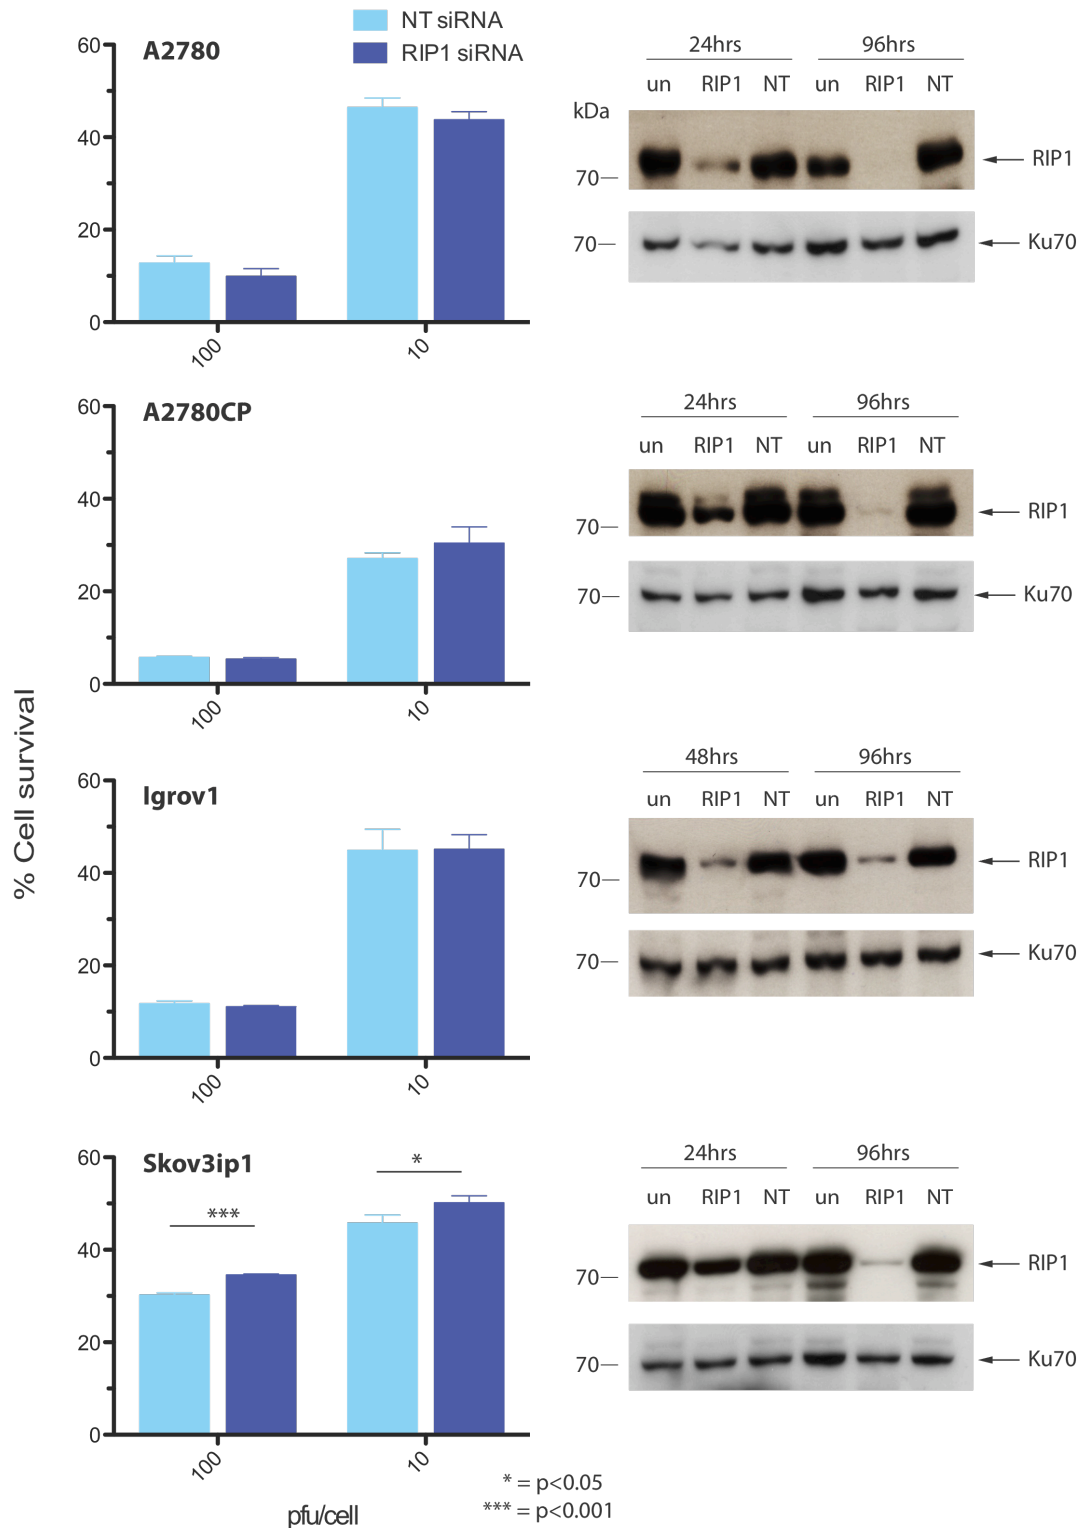 NT siRNA
RIP1 siRNA
A2780
60
40
20
0
100
10
24hrs 96hrs
un RIP1 NT un RIP1 NT
kDa
70
RIP1
70
Ku70
A2780CP
60
40
20
0
100
10
24hrs 96hrs
un RIP1 NT un RIP1 NT
70
RIP1
70
Ku70
% Cell survival
Igrov1
60
40
20
0
100
10
48hrs 96hrs
un RIP1 NT un RIP1 NT
70
RIP1
70
Ku70
Skov3ip1
60
40
20
0
***
*
100
10
pfu/cell
* = p<0.05
*** = p<0.001
24hrs 96hrs
un RIP1 NT un RIP1 NT
70
RIP1
70
Ku70